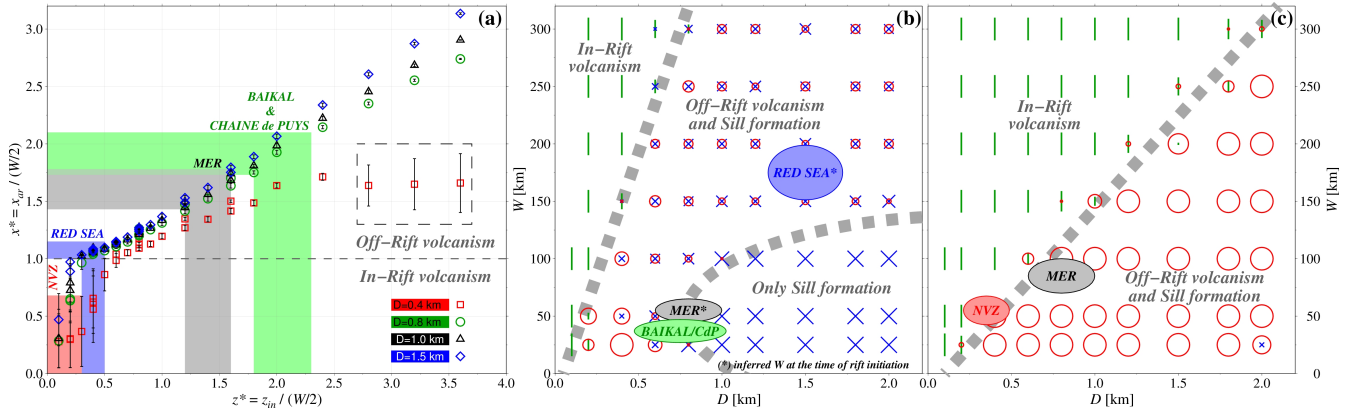 (a)
3.0
2.5
2.0
1.5
1.0
0.5
0.0
x* = x_ar / (W/2)
BAIKAL
&
CHAINE de PUYS
MER
RED SEA
NVZ
Off−Rift volcanism
In−Rift volcanism
D=0.4 km
D=0.8 km
D=1.0 km
D=1.5 km
0.0 0.5 1.0 1.5 2.0 2.5 3.0 3.5 4.0
z* = z_in / (W/2)
(b)
300
250
200
150
100
50
0
W [km]
In−Rift
volcanism
Off−Rift volcanism
and Sill formation
RED SEA*
Only Sill formation
MER*
BAIKAL/CdP
(*) inferred W at the time of rift initiation
0.0 0.5 1.0 1.5 2.0
D [km]
(c)
In−Rift
volcanism
MER
NVZ
Off−Rift volcanism
and Sill formation
300
250
200
150
100
50
0
W [km]
0.5 1.0 1.5 2.0
D [km]